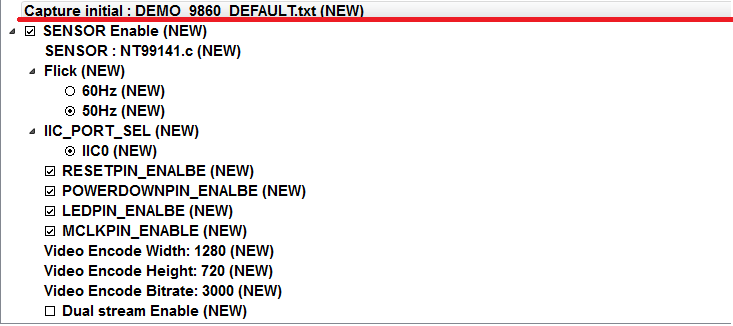 Capture initial : DEMO_9860_DEFAULT.txt (NEW)
SENSOR Enable (NEW)
SENSOR : NT99141.c (NEW)
Flick (NEW)
60Hz (NEW)
50Hz (NEW)
IIC_PORT_SEL (NEW)
IIC0 (NEW)
RESETPIN_ENALBE (NEW)
POWERDOWNPIN_ENALBE (NEW)
LEDPIN_ENALBE (NEW)
MCLKPIN_ENABLE (NEW)
Video Encode Width: 1280 (NEW)
Video Encode Height: 720 (NEW)
Video Encode Bitrate: 3000 (NEW)
Dual stream Enable (NEW)